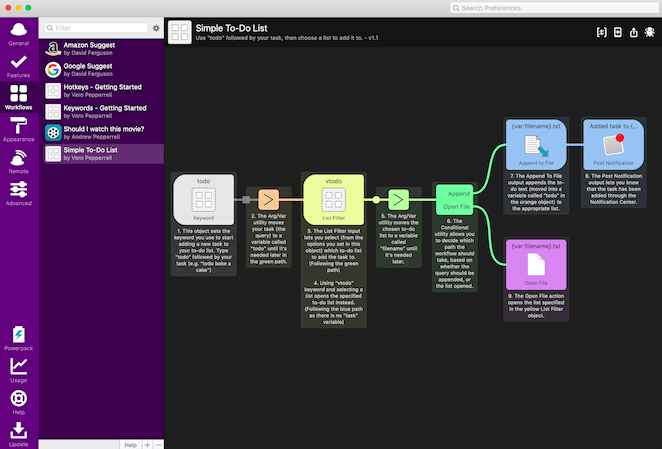 Search Preferences
General
Features
Workflows
Appearance
Remote
Advanced
Powerpack
Usage
Help
Update
Filter
Amazon Suggest
by David Ferguson
Google Suggest
by David Ferguson
Hotkeys - Getting Started
by Vero Pepperrell
Keywords - Getting Started
by Vero Pepperrell
Should I watch this movie?
by Andrew Pepperrell
Simple To-Do List
by Vero Pepperrell
Help
+
−
Simple To-Do List
Use "todo" followed by your task, then choose a list to add it to. - v1.1
todo
Keyword
1. This object sets the
keyword you use to start
adding a new task to
your to-do list. Type
"todo" followed by your
task (e.g. "todo bake a
cake")
2. The Arg/Var
utility moves
your task (the
query) to a
variable called
"todo" until it's
needed later in
the green path.
vtodo
List Filter
3. The List Filter input
lets you select (from the
options you set in this
object) which to-do list
to add the task to.
(Following the green
path)
4. Using "vtodo"
keyword and selecting a
list opens the specified
to-do list instead.
(Following the blue path
as there is no "task"
variable)
5. The Arg/Var
utility moves the
chosen to-do list
to a variable
called
"filename" until
it's needed later.
Append
Open File
6. The
Conditional
utility allows you
to decide which
path the
workflow should
take, based on
whether the
query should be
appended, or
the list opened.
{var:filename}.txt
Append to File
7. The Append To File
output appends the to-
do text (moved into a
variable called "todo" in
the orange object) to
the appropriate list.
Added task to {...
Post Notification
8. The Post Notification
output lets you know
that the task has been
added through the
Notification Center.
{var:filename}.txt
Open File
9. The Open File action
opens the list specified
in the yellow List Filter
object.